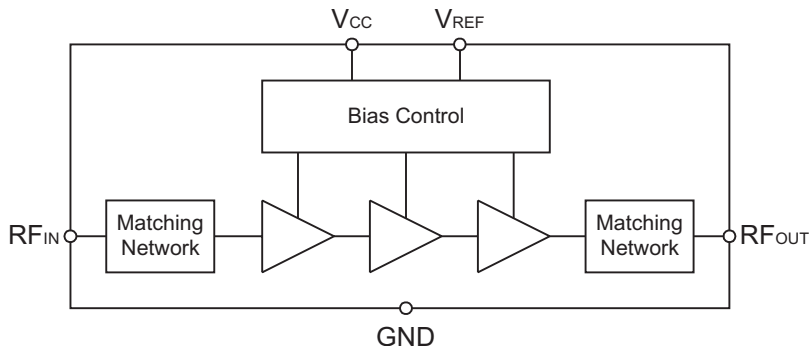 VCC
VREF
Bias Control
RFIN
Matching
Network
Matching
Network
RFOUT
GND